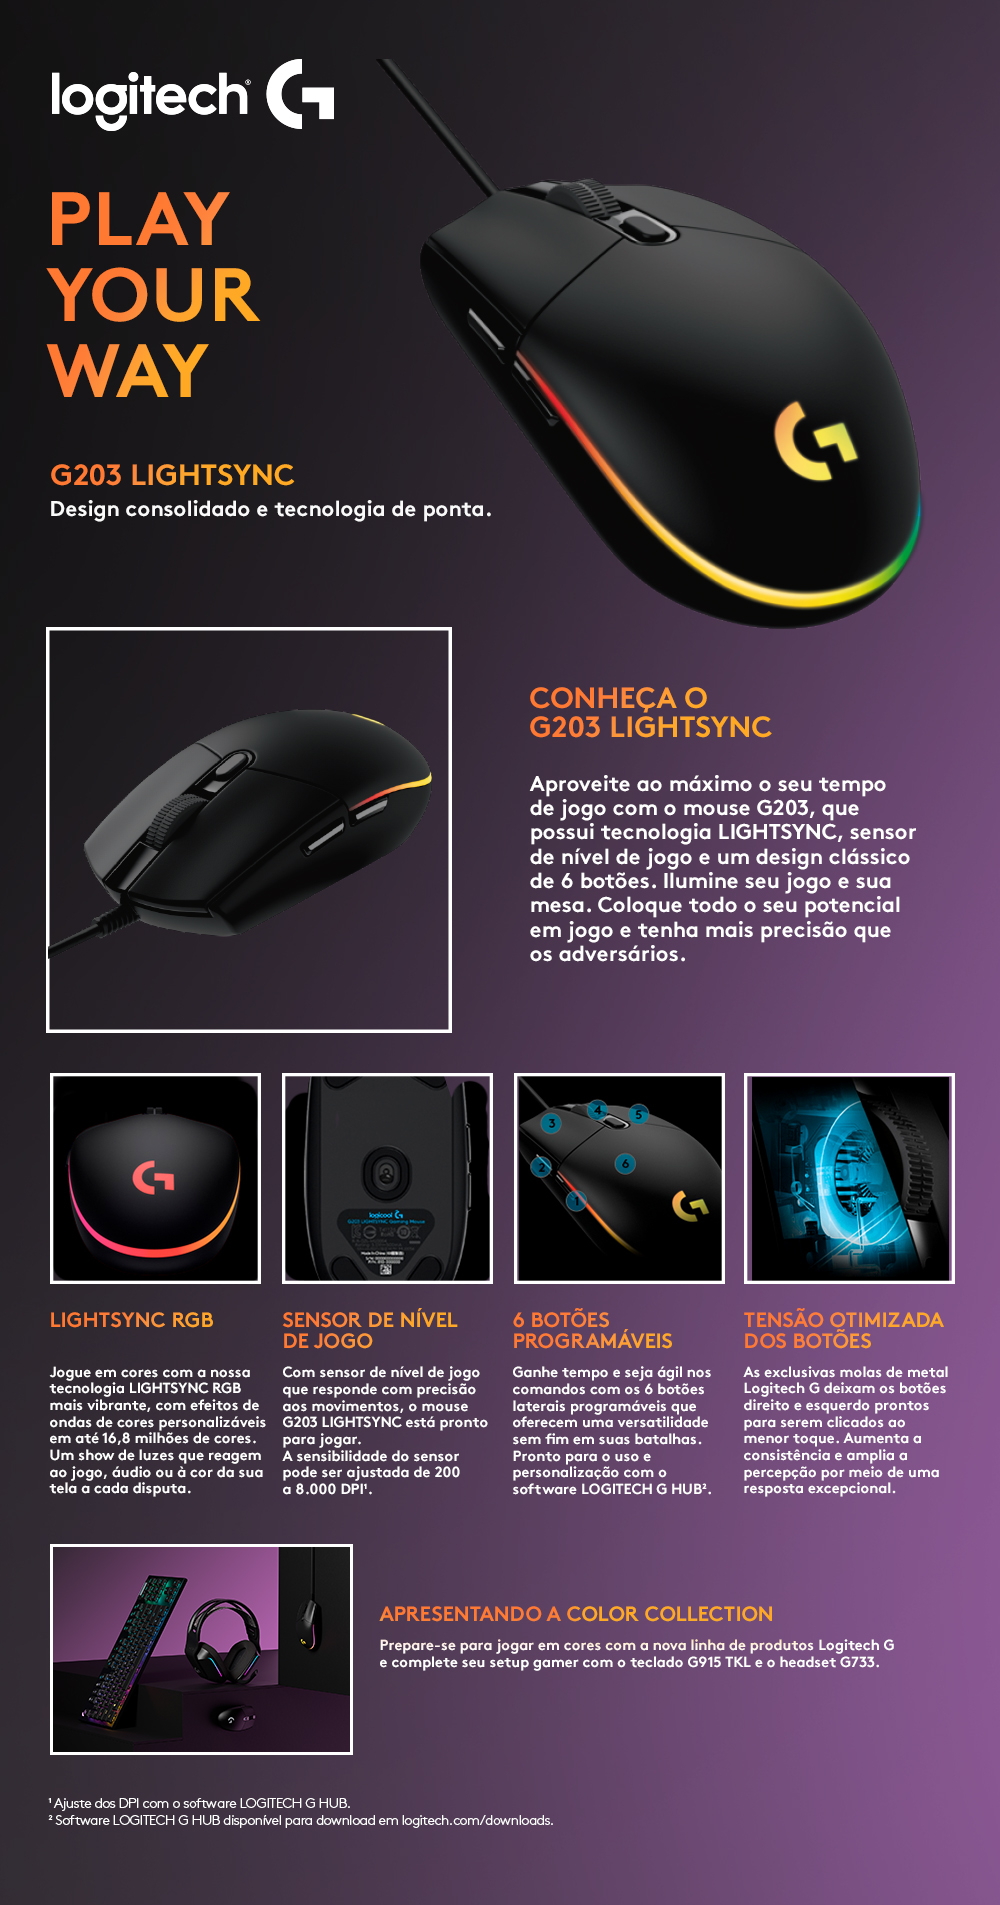 logitech® G
PLAY
YOUR
WAY
G203 LIGHTSYNC
Design consolidado e tecnologia de ponta.
CONHEÇA O
G203 LIGHTSYNC
Aproveite ao máximo o seu tempo
de jogo com o mouse G203, que
possui tecnologia LIGHTSYNC, sensor
de nível de jogo e um design clássico
de 6 botões. Ilumine seu jogo e sua
mesa. Coloque todo o seu potencial
em jogo e tenha mais precisão que
os adversários.
logicool G
G203 LIGHTSYNC Gaming Mouse
Made in China
1
2
3
4
5
6
LIGHTSYNC RGB
Jogue em cores com a nossa
tecnologia LIGHTSYNC RGB
mais vibrante, com efeitos de
ondas de cores personalizáveis
em até 16,8 milhões de cores.
Um show de luzes que reagem
ao jogo, áudio ou à cor da sua
tela a cada disputa.
SENSOR DE NÍVEL
DE JOGO
Com sensor de nível de jogo
que responde com precisão
aos movimentos, o mouse
G203 LIGHTSYNC está pronto
para jogar.
A sensibilidade do sensor
pode ser ajustada de 200
a 8.000 DPI¹.
6 BOTÕES
PROGRAMÁVEIS
Ganhe tempo e seja ágil nos
comandos com os 6 botões
laterais programáveis que
oferecem uma versatilidade
sem fim em suas batalhas.
Pronto para o uso e
personalização com o
software LOGITECH G HUB².
TENSÃO OTIMIZADA
DOS BOTÕES
As exclusivas molas de metal
Logitech G deixam os botões
direito e esquerdo prontos
para serem clicados ao
menor toque. Aumenta a
consistência e amplia a
percepção por meio de uma
resposta excepcional.
APRESENTANDO A COLOR COLLECTION
Prepare-se para jogar em cores com a nova linha de produtos Logitech G
e complete seu setup gamer com o teclado G915 TKL e o headset G733.
¹ Ajuste dos DPI com o software LOGITECH G HUB.
² Software LOGITECH G HUB disponível para download em logitech.com/downloads.